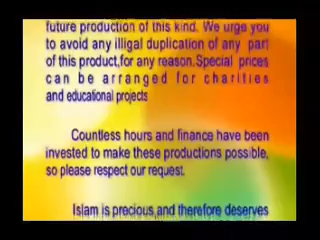 future production of this kind. We urge you
to avoid any illigal duplication of any part
of this product,for any reason.Special prices
can be arranged for charities
and educational projects
Countless hours and finance have been
invested to make these productions possible,
so please respect our request.
Islam is precious and therefore deserves